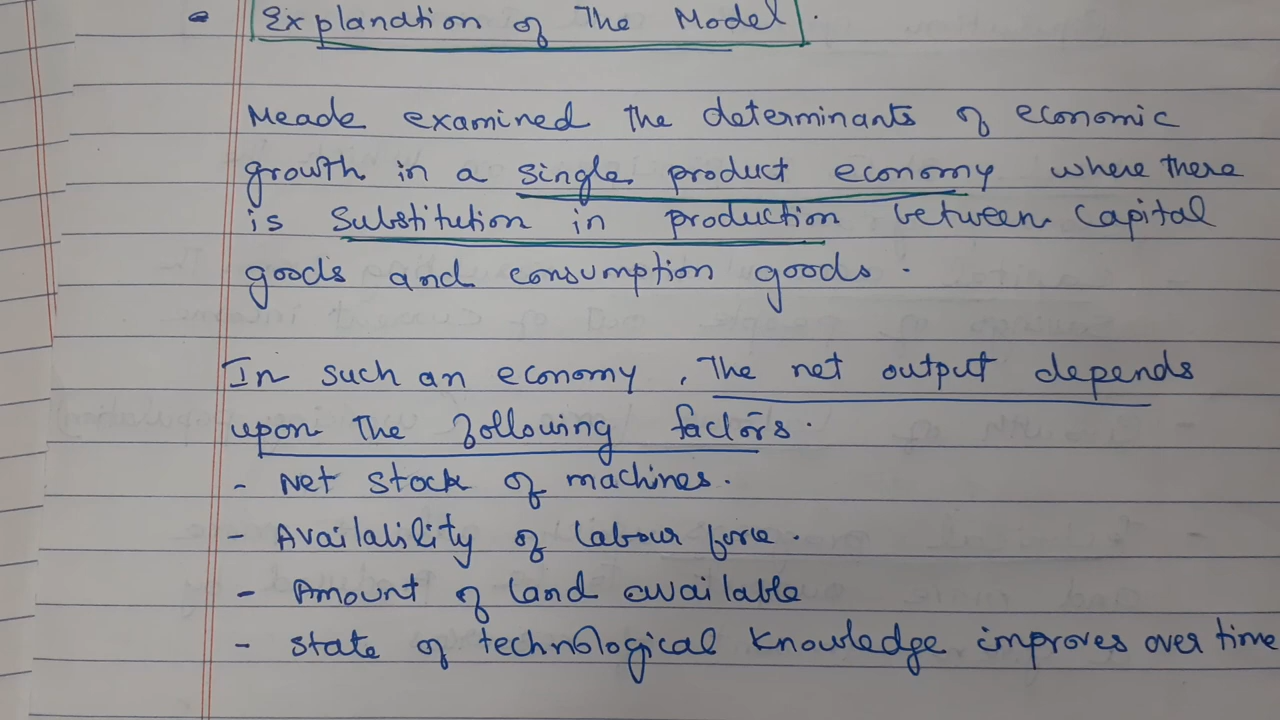 Explanation of The Model.
Meade examined the determinants of economic
growth in a single product economy where there
is substitution in production between capital
goods and consumption goods.
In such an economy, The net output depends
upon the following factors.
- Net stock of machines.
- Availability of labour force.
- Amount of land available
- State of technological knowledge improves over time